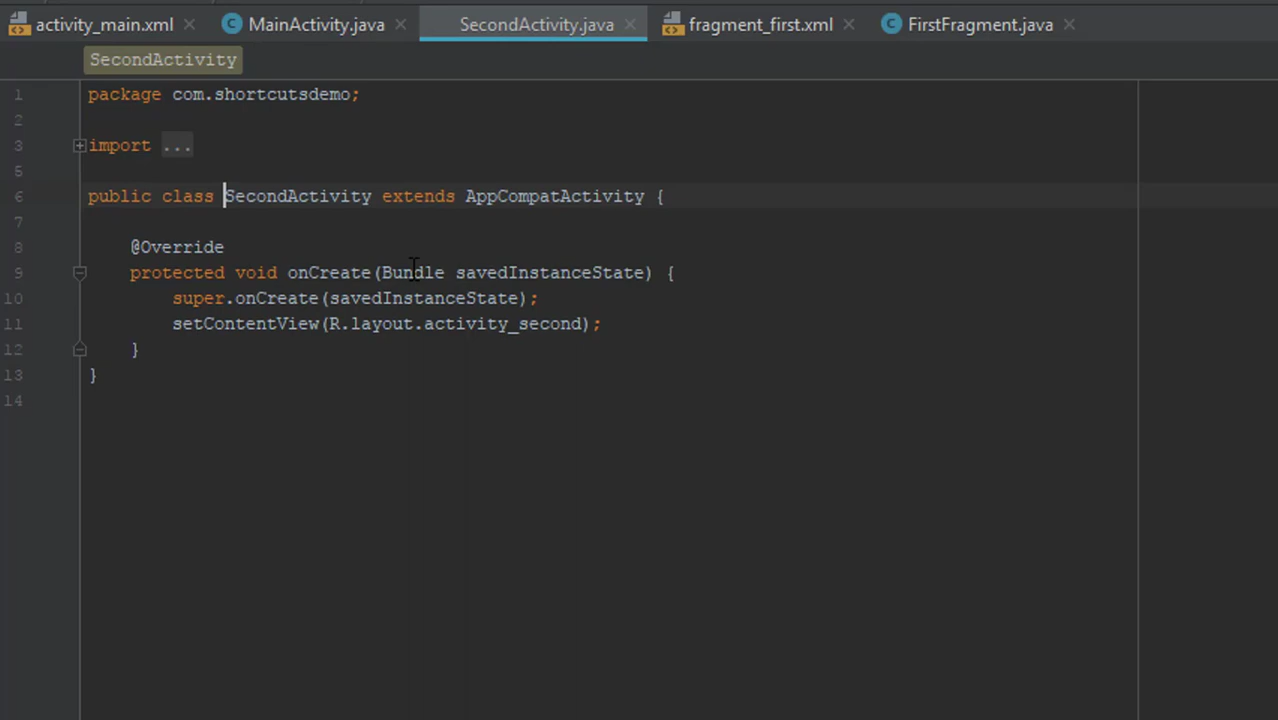 activity_main.xml MainActivity.java SecondActivity.java fragment_first.xml FirstFragment.java
SecondActivity
1 package com.shortcutsdemo;
2
3 import ...
5
6 public class SecondActivity extends AppCompatActivity {
7
8 @Override
9 protected void onCreate(Bundle savedInstanceState) {
10 super.onCreate(savedInstanceState);
11 setContentView(R.layout.activity_second);
12 }
13 }
14